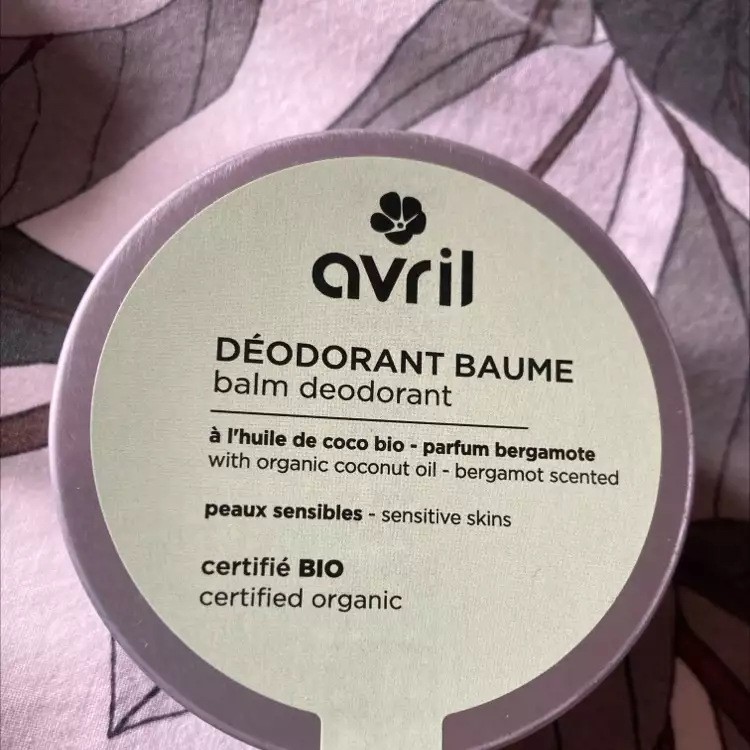 avril
DÉODORANT BAUME
balm deodorant
à l'huile de coco bio - parfum bergamote
with organic coconut oil - bergamot scented
peaux sensibles - sensitive skins
certifié BIO
certified organic